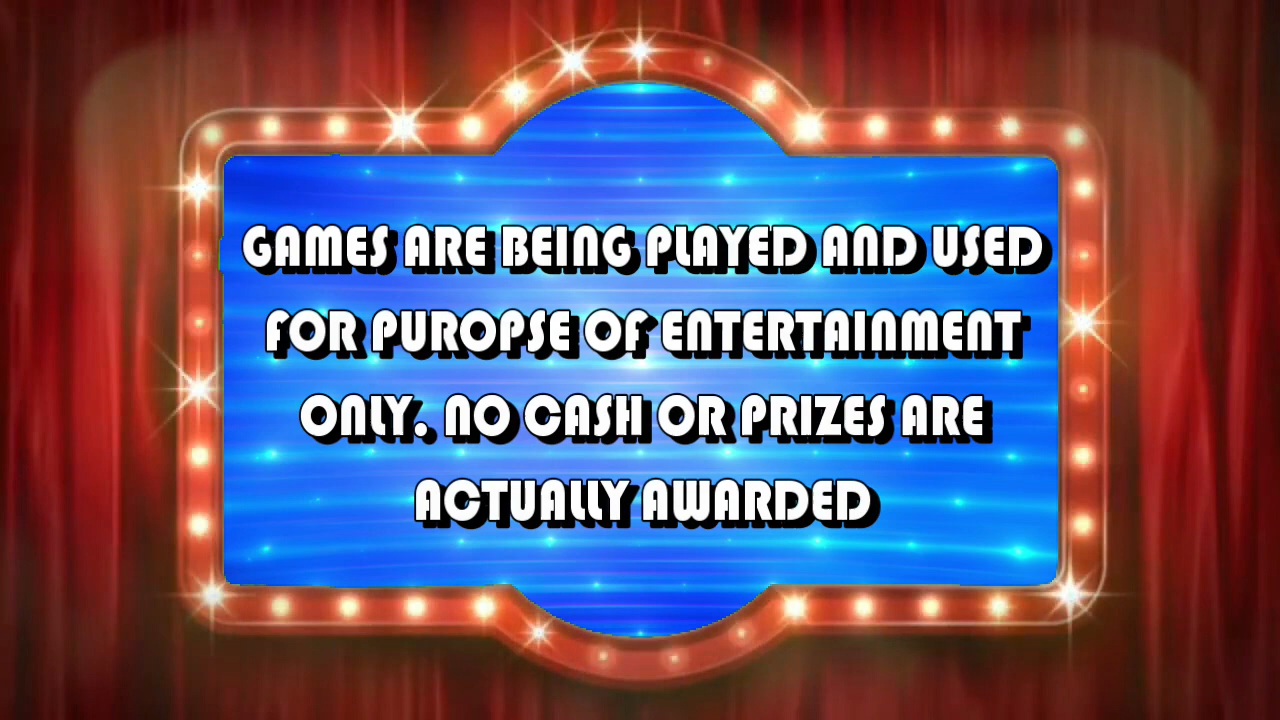 GAMES ARE BEING PLAYED AND USED
FOR PUROPSE OF ENTERTAINMENT
ONLY. NO CASH OR PRIZES ARE
ACTUALLY AWARDED